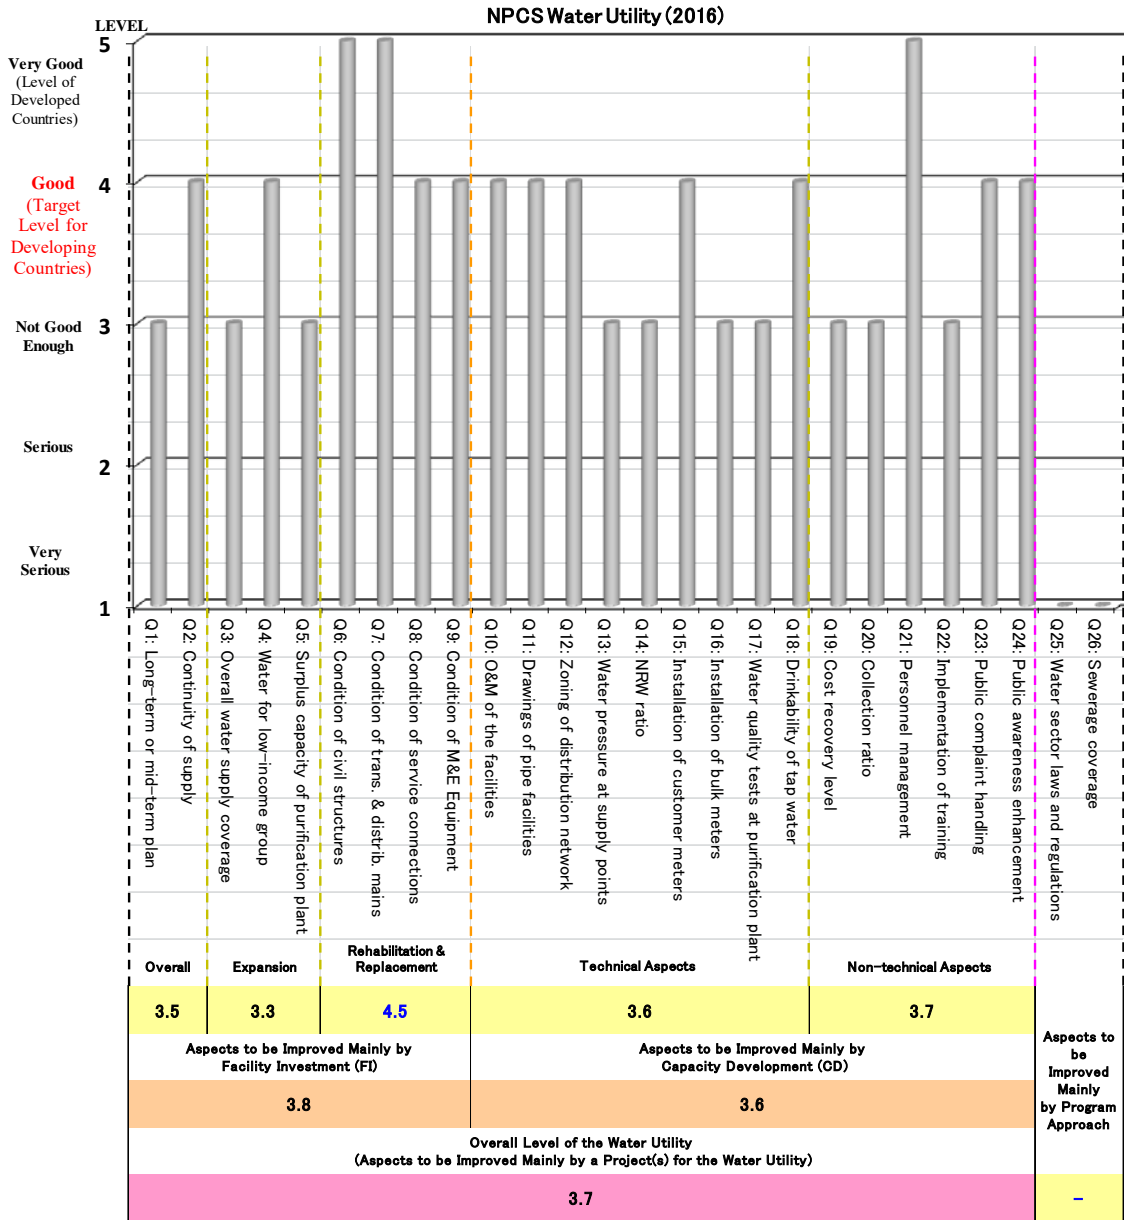 NPCS Water Utility (2016)
LEVEL
5
Very Good
(Level of
Developed
Countries)
4
Good
(Target
Level for
Developing
Countries)
3
Not Good
Enough
Serious
2
Very
Serious
1
Q1: Long-term or mid-term plan
Q2: Continuity of supply
Q3: Overall water supply coverage
Q4: Water for low-income group
Q5: Surplus capacity of purification plant
Q6: Condition of civil structures
Q7: Condition of trans. & distrib. mains
Q8: Condition of service connections
Q9: Condition of M&E Equipment
Q10: O&M of the facilities
Q11: Drawings of pipe facilities
Q12: Zoning of distribution network
Q13: Water pressure at supply points
Q14: NRW ratio
Q15: Installation of customer meters
Q16: Installation of bulk meters
Q17: Water quality tests at purification plant
Q18: Drinkability of tap water
Q19: Cost recovery level
Q20: Collection ratio
Q21: Personnel management
Q22: Implementation of training
Q23: Public complaint handling
Q24: Public awareness enhancement
Q25: Water sector laws and regulations
Q26: Sewerage coverage
Overall
Expansion
Rehabilitation &
Replacement
Technical Aspects
Non-technical Aspects
3.5
3.3
4.5
3.6
3.7
Aspects to be Improved Mainly by
Facility Investment (FI)
Aspects to be Improved Mainly by
Capacity Development (CD)
3.8
3.6
Aspects to
be
Improved
Mainly
by Program
Approach
Overall Level of the Water Utility
(Aspects to be Improved Mainly by a Project(s) for the Water Utility)
3.7
–